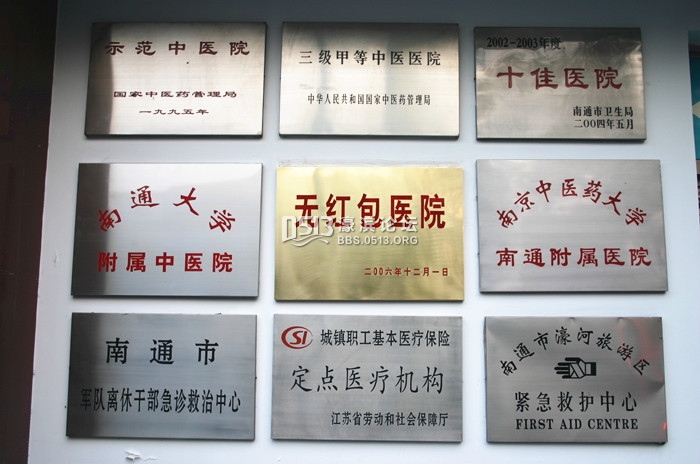 示范中医院
国家中医药管理局
一九九五年
三级甲等中医医院
中华人民共和国国家中医药管理局
2002-2003年度
十佳医院
南通市卫生局
二00四年五月
南通大学
附属中医院
无红包医院
二00六年十二月一日
0513 濠滨论坛
BBS.0513.ORG
南京中医药大学
南通附属医院
南通市
军队离休干部急诊救治中心
SI 城镇职工基本医疗保险
定点医疗机构
江苏省劳动和社会保障厅
南通市濠河旅游区
紧急救护中心
FIRST AID CENTRE